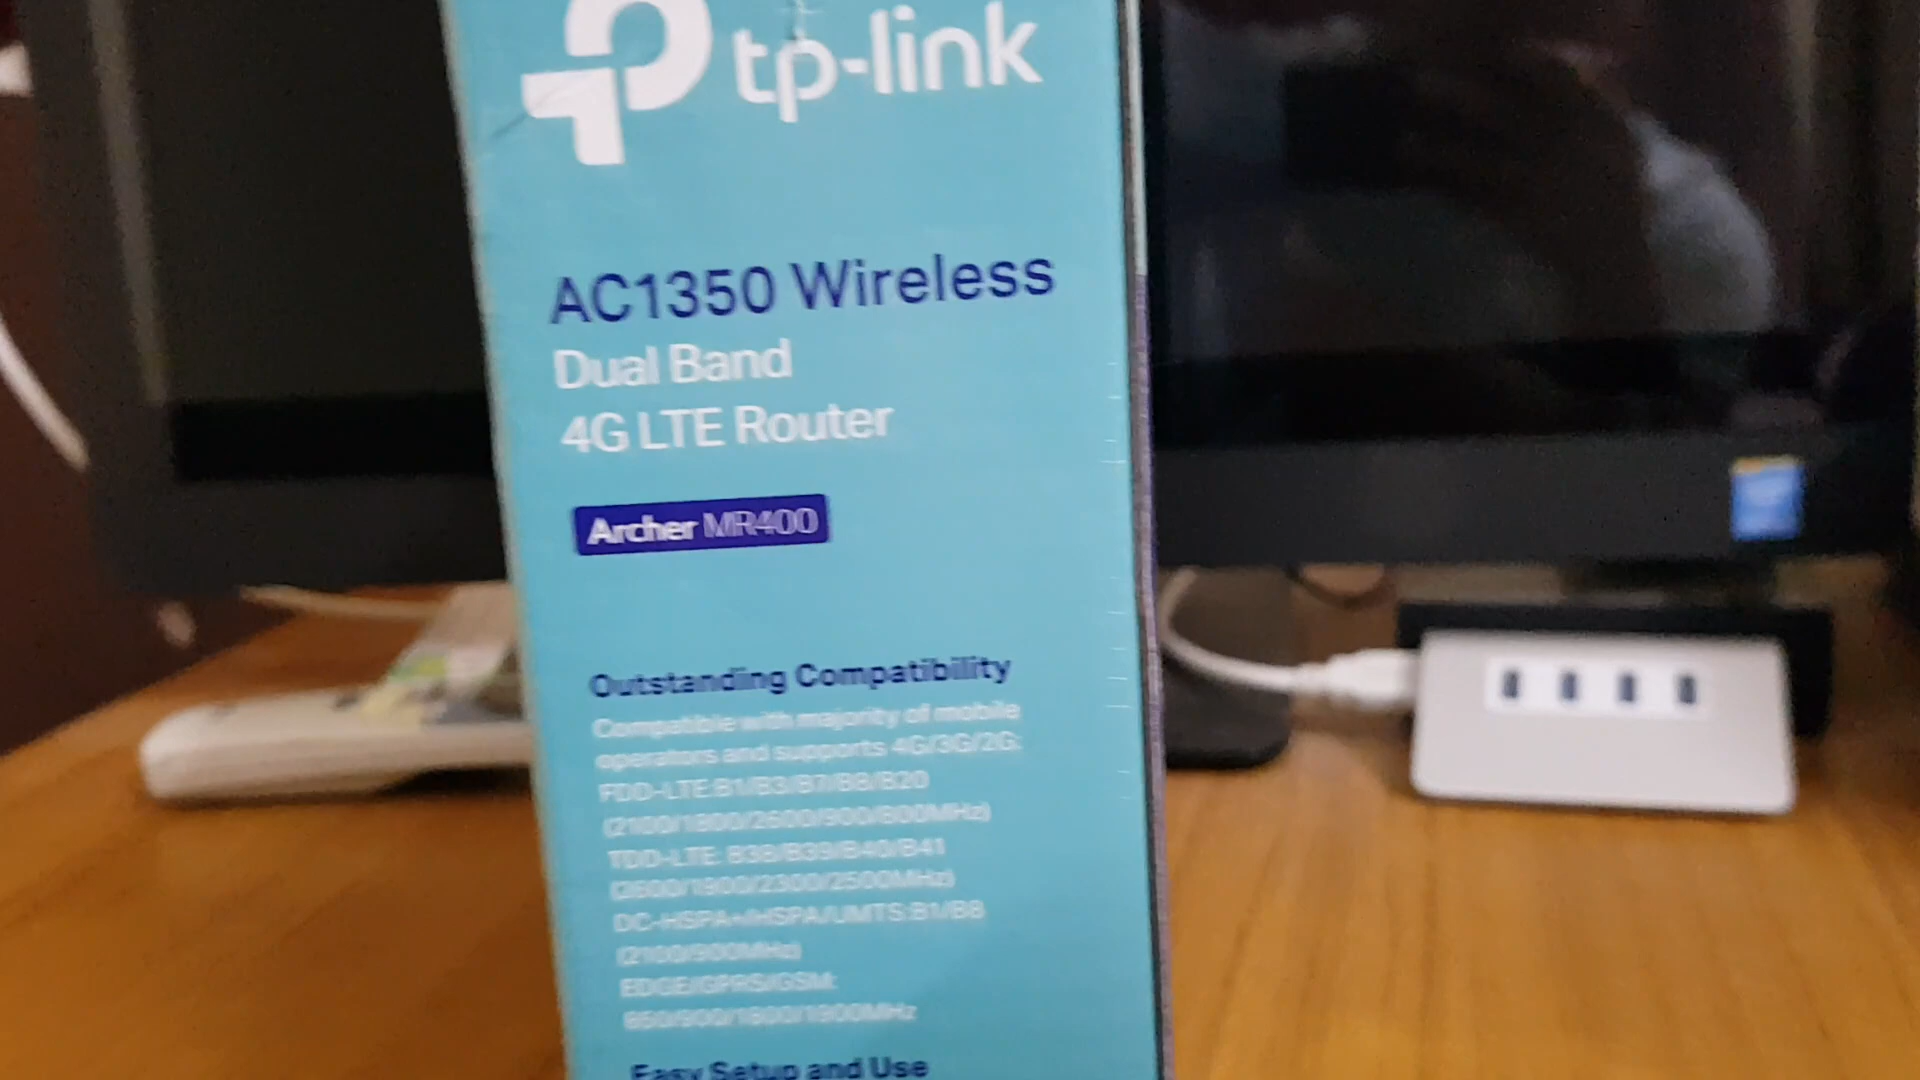 tp-link
AC1350 Wireless
Dual Band
4G LTE Router
Archer MR400
Outstanding Compatibility
Compatible with majority of mobile
operators and supports 4G/3G/2G:
FDD-LTE:B1/B3/B7/B8/B20
(2100/1800/2600/900/800MHz)
TDD-LTE: B38/B39/B40/B41
(2600/1900/2300/2500MHz)
DC-HSPA+/HSPA/UMTS:B1/B8
(2100/900MHz)
EDGE/GPRS/GSM:
850/900/1800/1900MHz
Easy Setup and Use